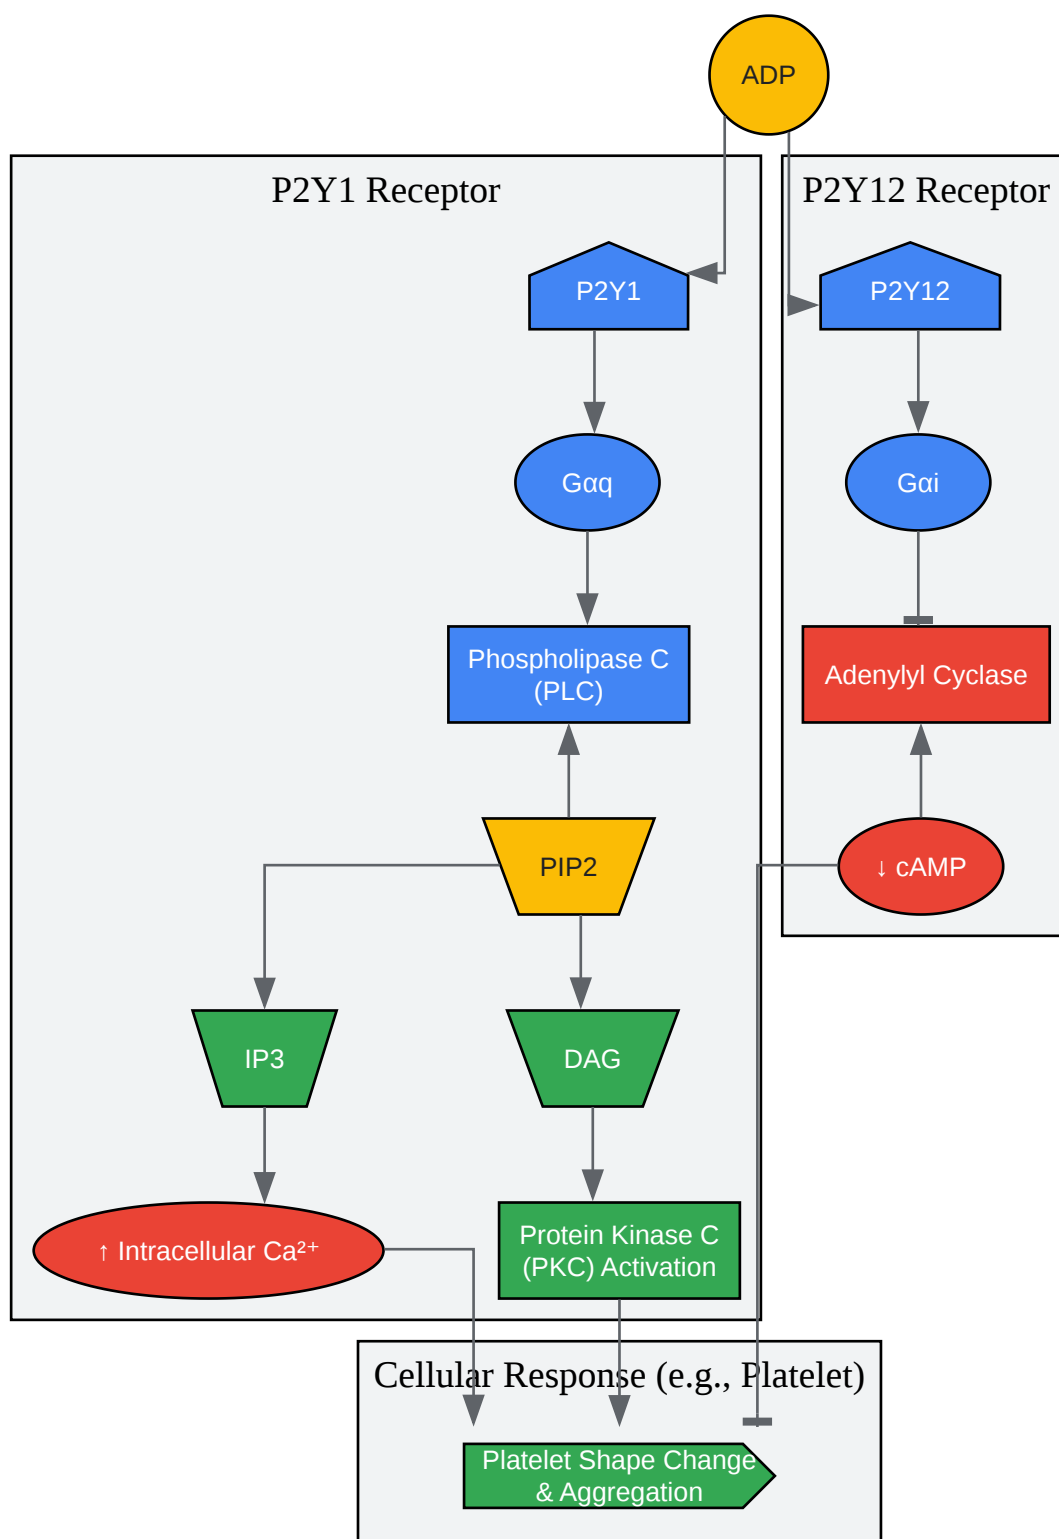 ADP
P2Y1 Receptor
P2Y12 Receptor
P2Y1
P2Y12
Gαq
Gαi
Phospholipase C
(PLC)
Adenylyl Cyclase
PIP2
↓ cAMP
IP3
DAG
↑ Intracellular Ca²⁺
Protein Kinase C
(PKC) Activation
Cellular Response (e.g., Platelet)
Platelet Shape Change
& Aggregation